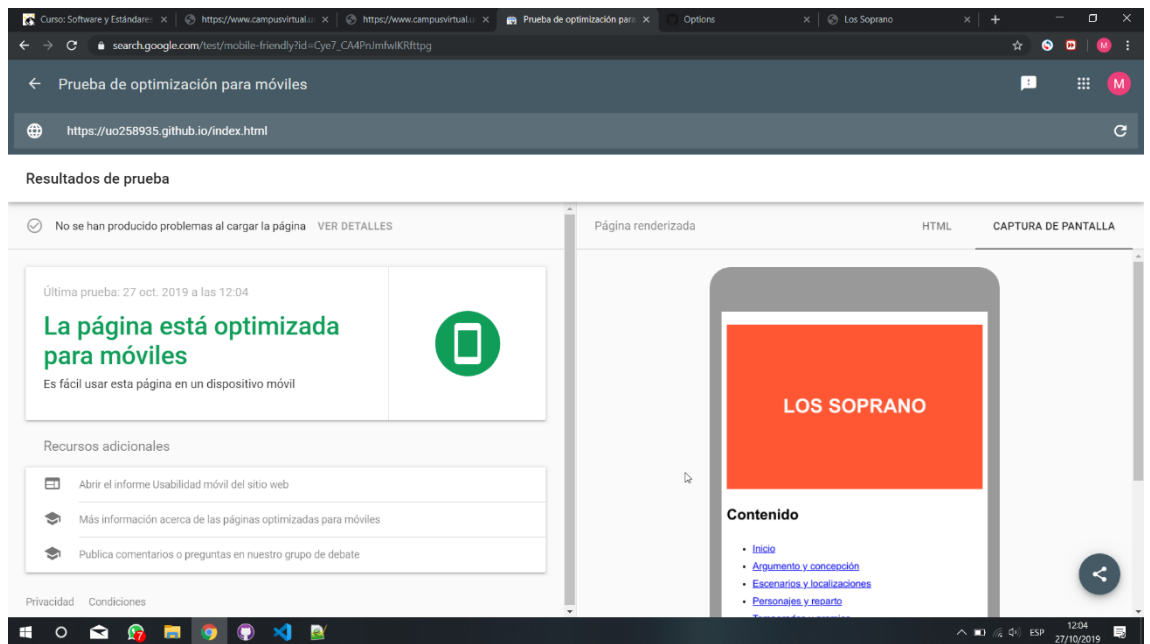 Curso: Software y Estándares
https://www.campusvirtual.u
https://www.campusvirtual.u
Prueba de optimización para
Options
Los Soprano
search.google.com/test/mobile-friendly?id=Cye7_CA4PnJmfwlKRfttpg
M
Prueba de optimización para móviles
M
https://uo258935.github.io/index.html
Resultados de prueba
No se han producido problemas al cargar la página VER DETALLES
Página renderizada
HTML
CAPTURA DE PANTALLA
Última prueba: 27 oct. 2019 a las 12:04
La página está optimizada
para móviles
Es fácil usar esta página en un dispositivo móvil
Recursos adicionales
Abrir el informe Usabilidad móvil del sitio web
Más información acerca de las páginas optimizadas para móviles
Publica comentarios o preguntas en nuestro grupo de debate
Privacidad Condiciones
LOS SOPRANO
Contenido
Inicio
Argumento y concepción
Escenarios y localizaciones
Personajes y reparto
ESP
12:04
27/10/2019